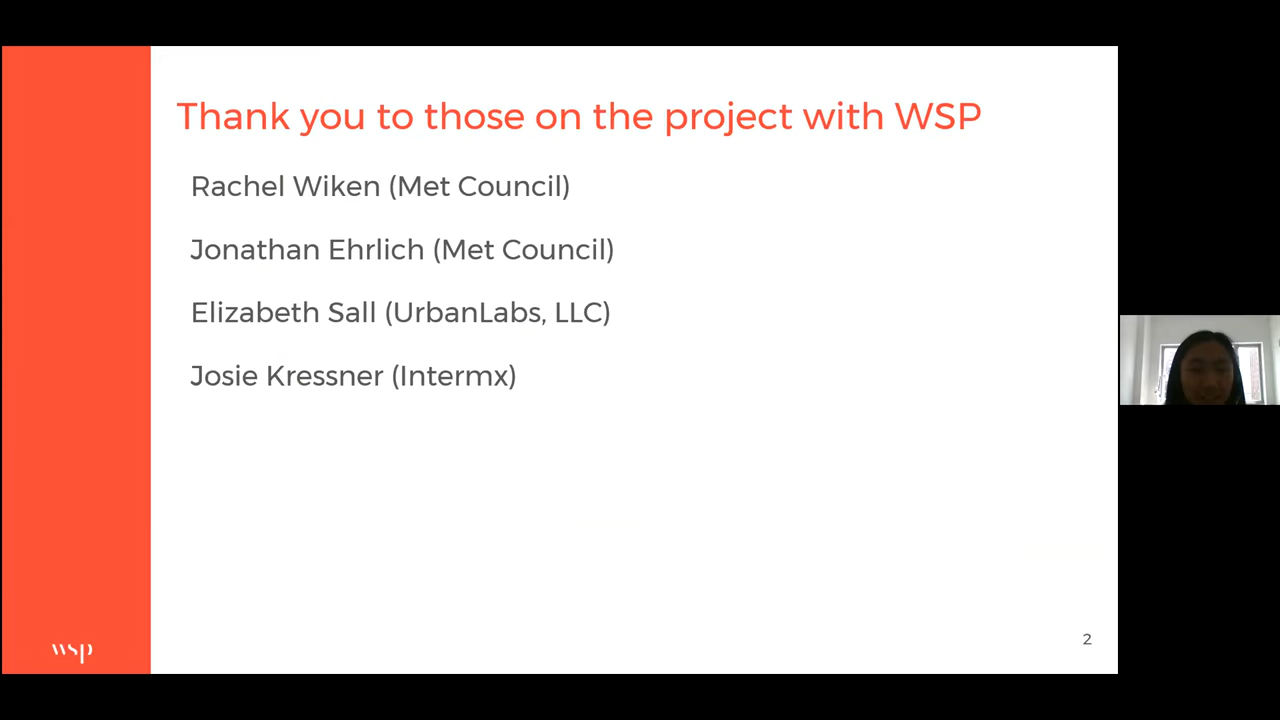 Thank you to those on the project with WSP
Rachel Wiken (Met Council)
Jonathan Ehrlich (Met Council)
Elizabeth Sall (UrbanLabs, LLC)
Josie Kressner (Intermx)
wsp
2